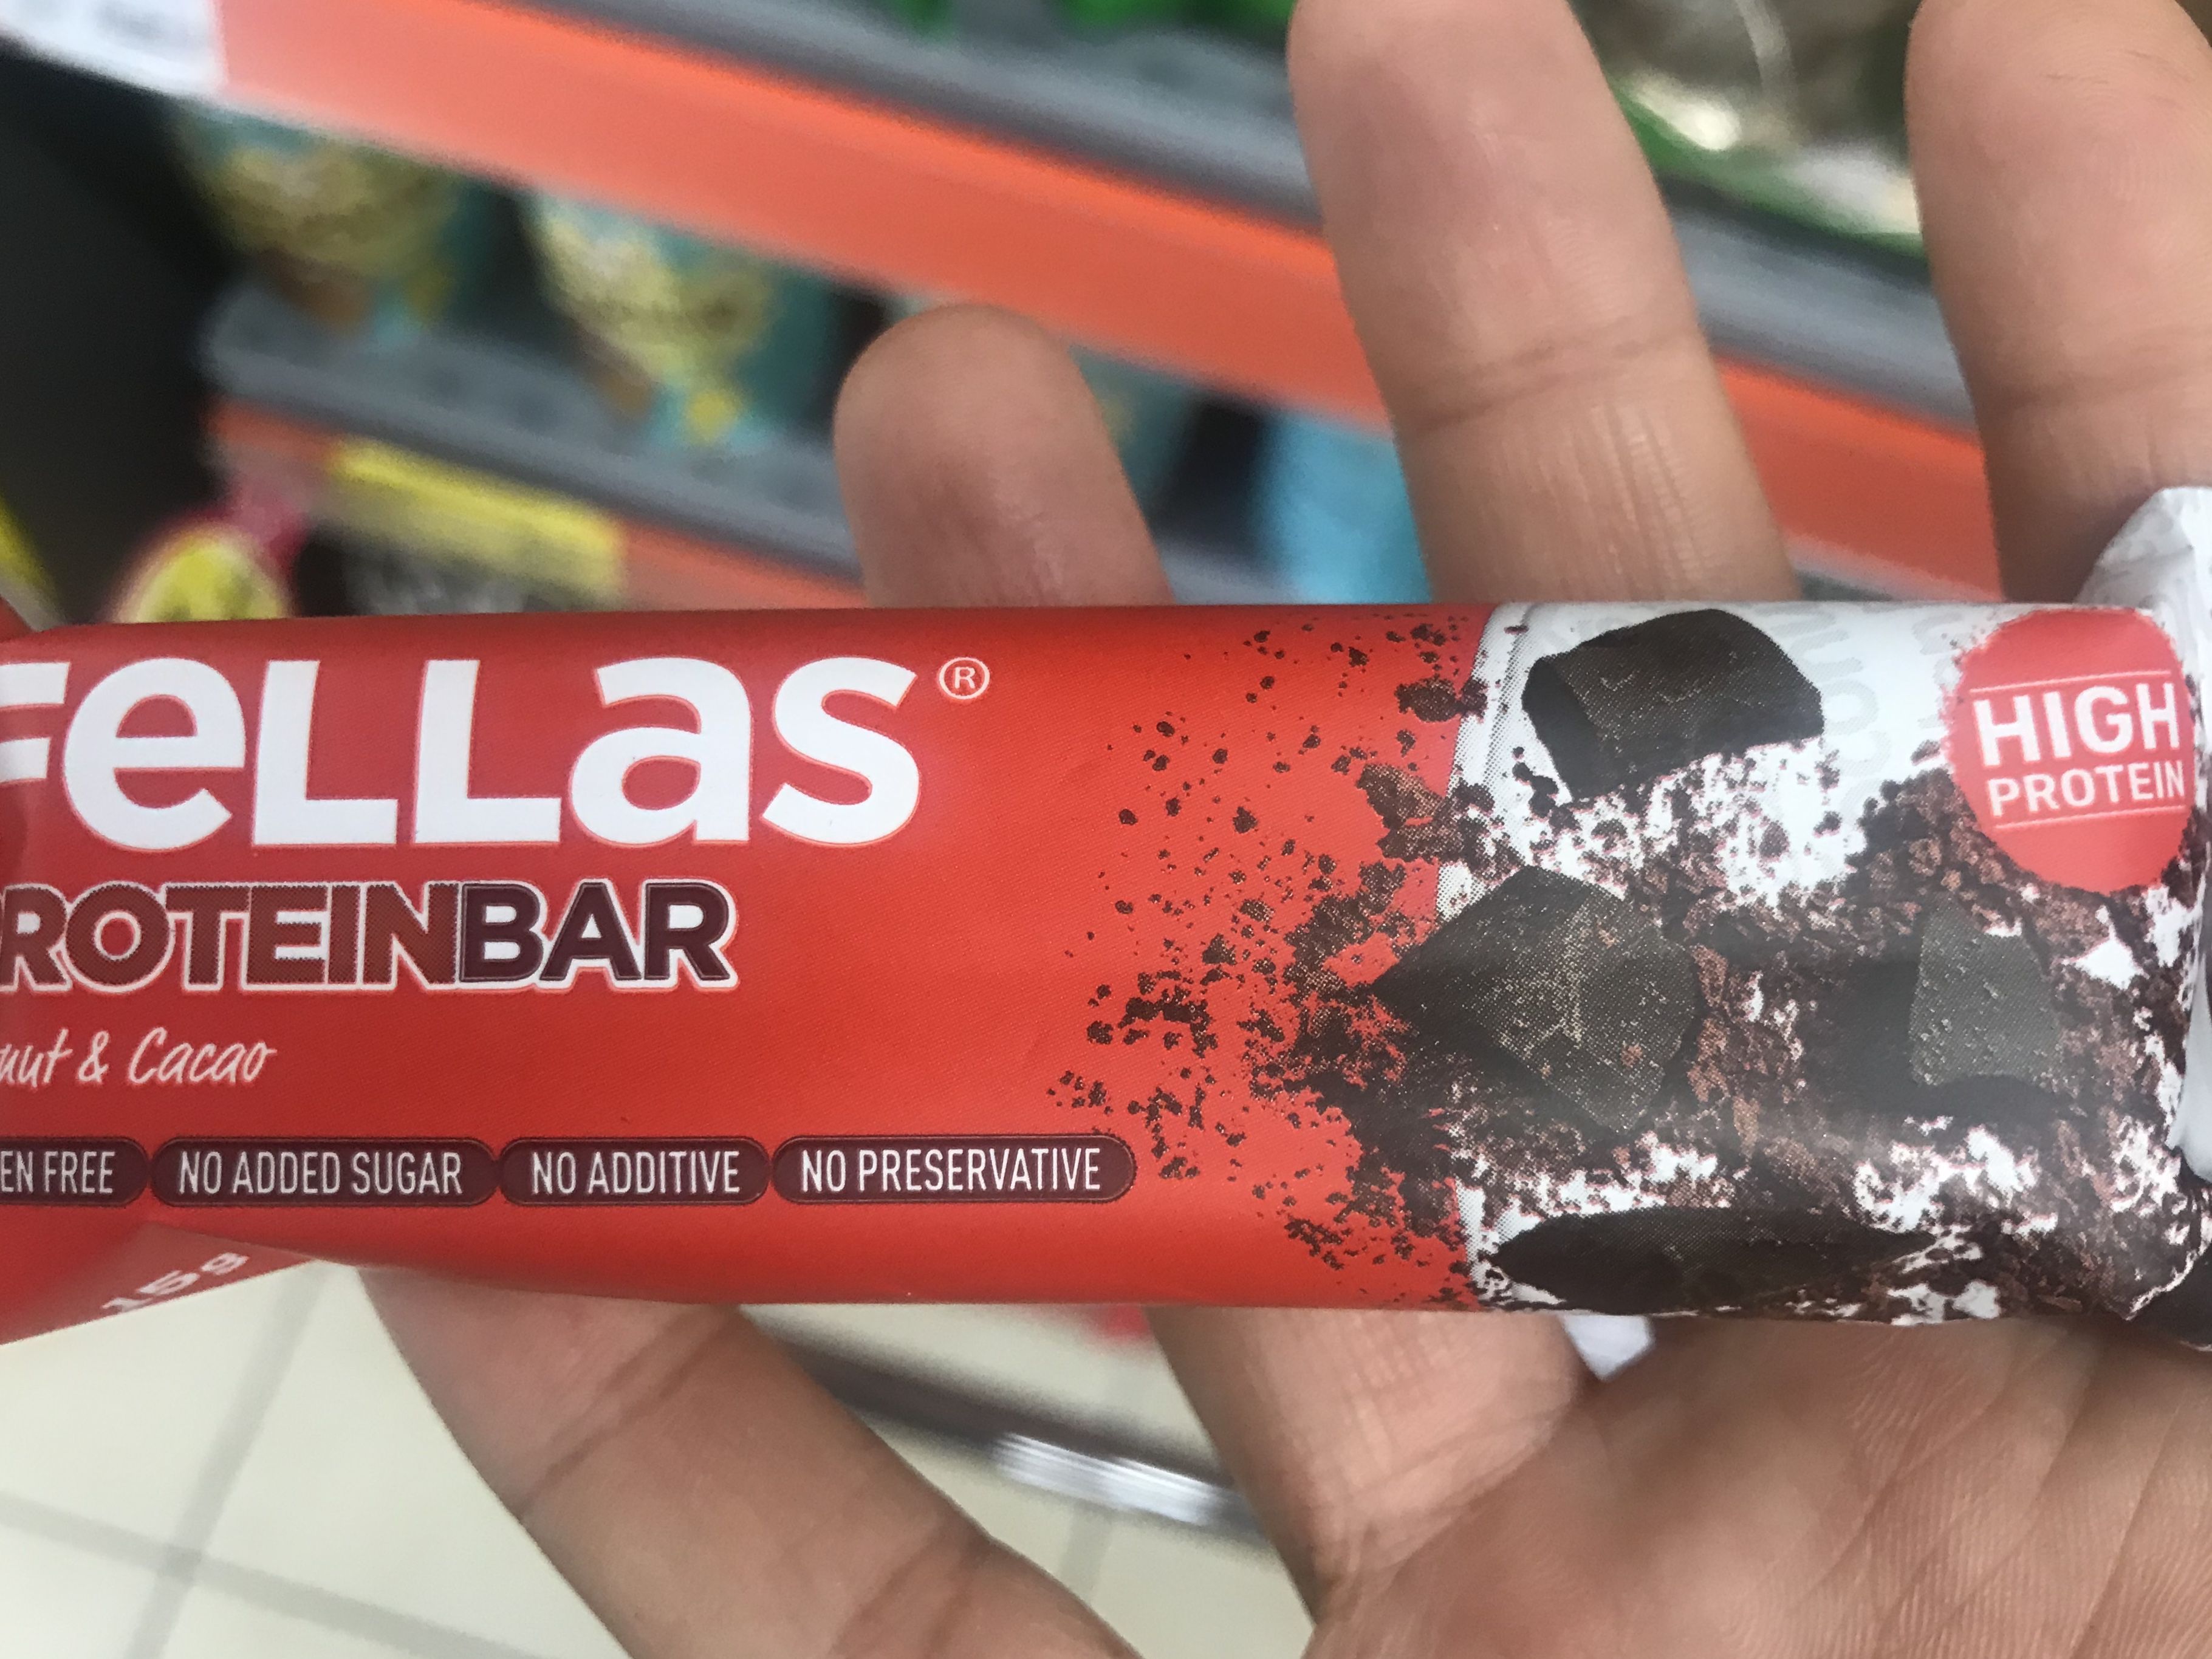 Fellas®
ROTEINBAR
nut & Cacao
EN FREE NO ADDED SUGAR NO ADDITIVE NO PRESERVATIVE
HIGH
PROTEIN